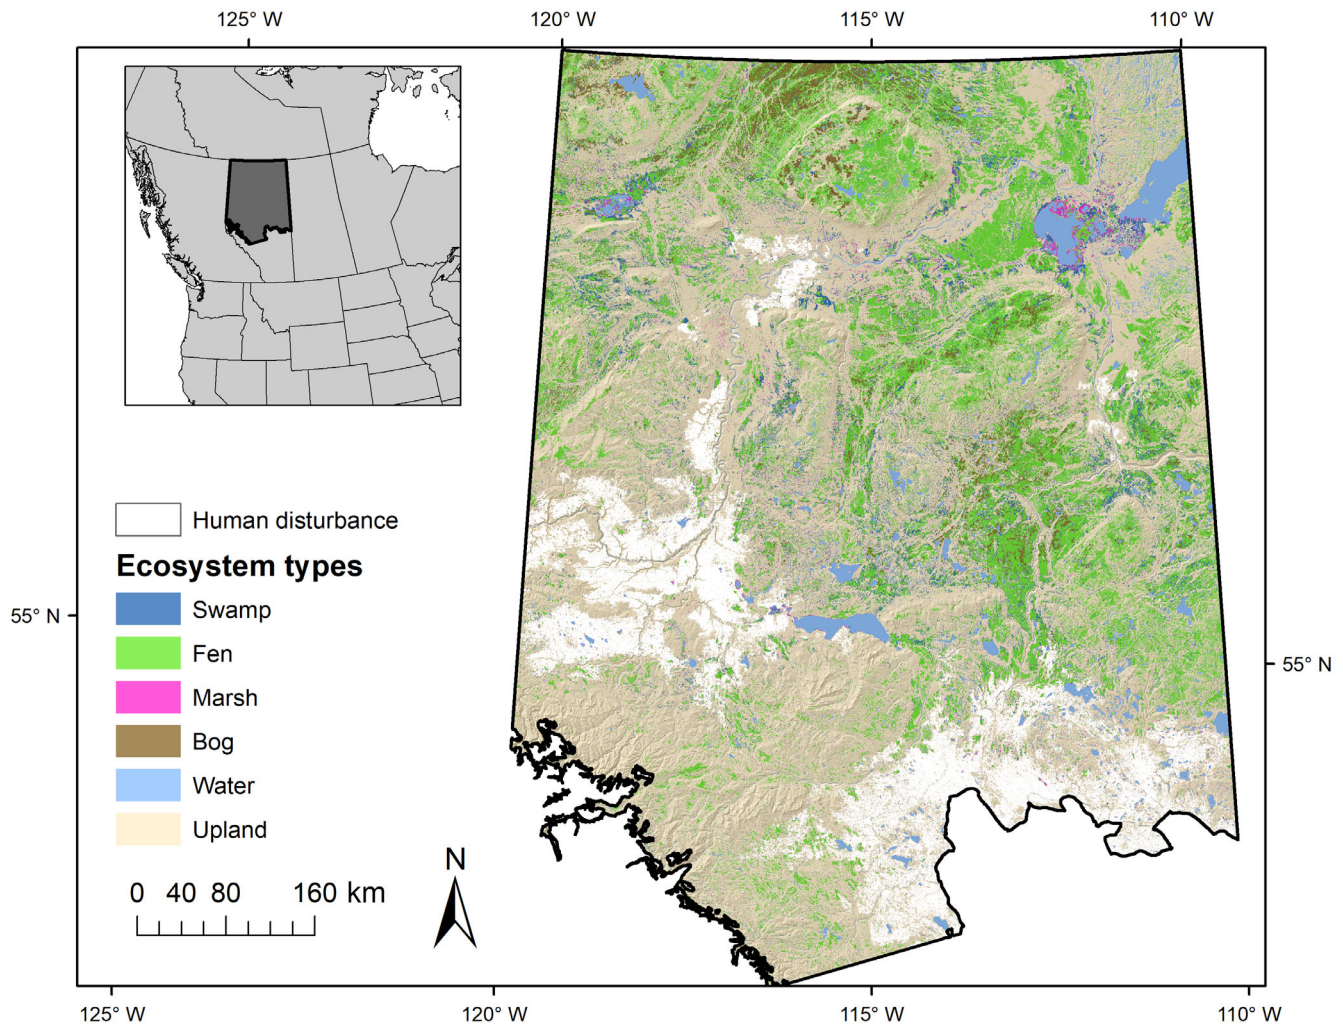 125° W 120° W 115° W 110° W
Human disturbance
Ecosystem types
Swamp
55° N
Fen
55° N
Marsh
Bog
Water
Upland
N
0 40 80 160 km
125° W 120° W 115° W 110° W